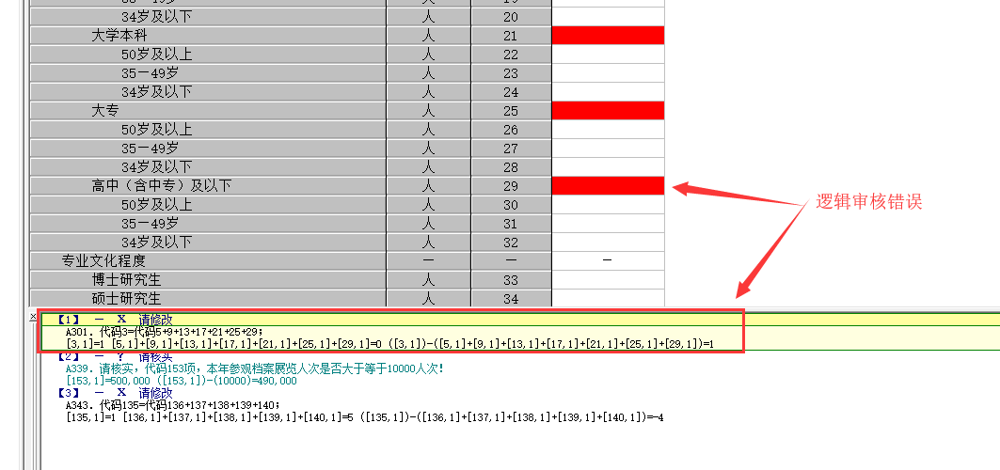 34岁及以下 人 20
大学本科 人 21
50岁及以上 人 22
35－49岁 人 23
34岁及以下 人 24
大专 人 25
50岁及以上 人 26
35－49岁 人 27
34岁及以下 人 28
高中（含中专）及以下 人 29
50岁及以上 人 30
35－49岁 人 31
34岁及以下 人 32
专业文化程度 － － －
博士研究生 人 33
硕士研究生 人 34
逻辑审核错误
【1】 － X 请修改
A301. 代码3=代码5+9+13+17+21+25+29;
[3,1]=1 [5,1]+[9,1]+[13,1]+[17,1]+[21,1]+[25,1]+[29,1]=0 ([3,1])-([5,1]+[9,1]+[13,1]+[17,1]+[21,1]+[25,1]+[29,1])=1
【2】 － ? 请核实
A339. 请核实，代码153项，本年参观档案展览人次是否大于等于10000人次！
[153,1]=500,000 ([153,1])-(10000)=490,000
【3】 － X 请修改
A343. 代码135=代码136+137+138+139+140;
[135,1]=1 [136,1]+[137,1]+[138,1]+[139,1]+[140,1]=5 ([135,1])-([136,1]+[137,1]+[138,1]+[139,1]+[140,1])=-4